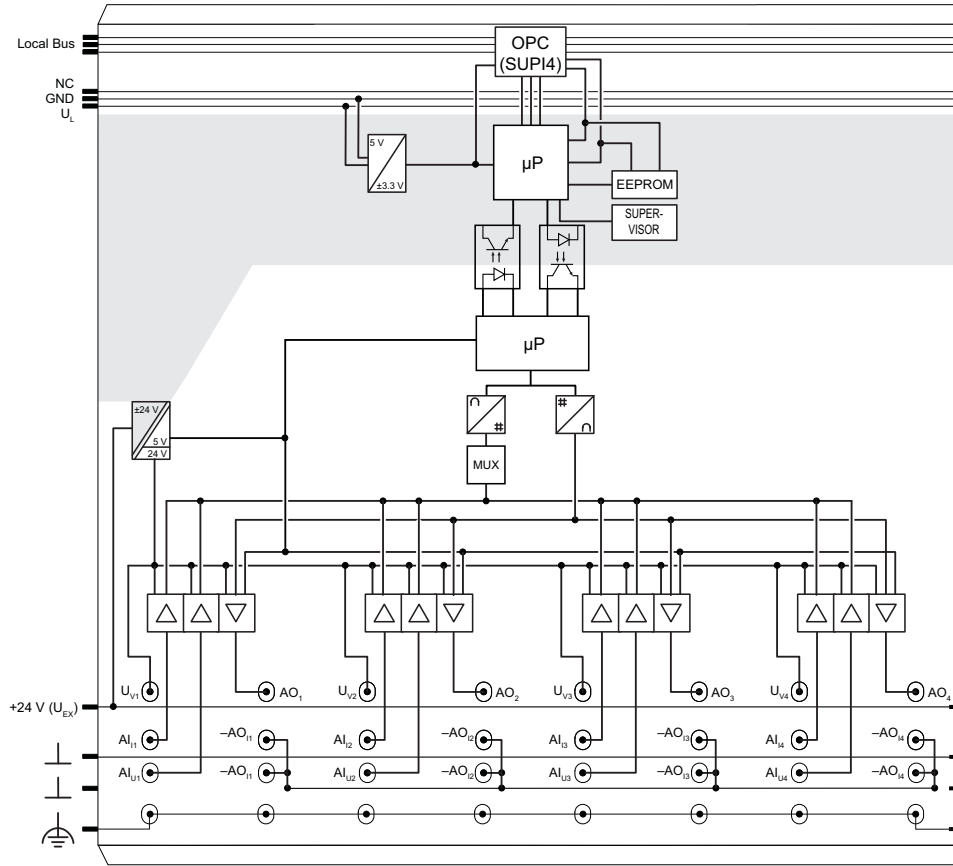 Local Bus
OPC
(SUPI4)
NC
GND
U_L
5 V
±3.3 V
µP
EEPROM
SUPER-
VISOR
µP
±24 V
5 V
24 V
∩
#
#
∩
MUX
U_V1
AO_1
U_V2
AO_2
U_V3
AO_3
U_V4
AO_4
+24 V (U_EX)
AI_I1
–AO_I1
AI_I2
–AO_I2
AI_I3
–AO_I3
AI_I4
–AO_I4
AI_U1
–AO_I1
AI_U2
–AO_I2
AI_U3
–AO_I3
AI_U4
–AO_I4